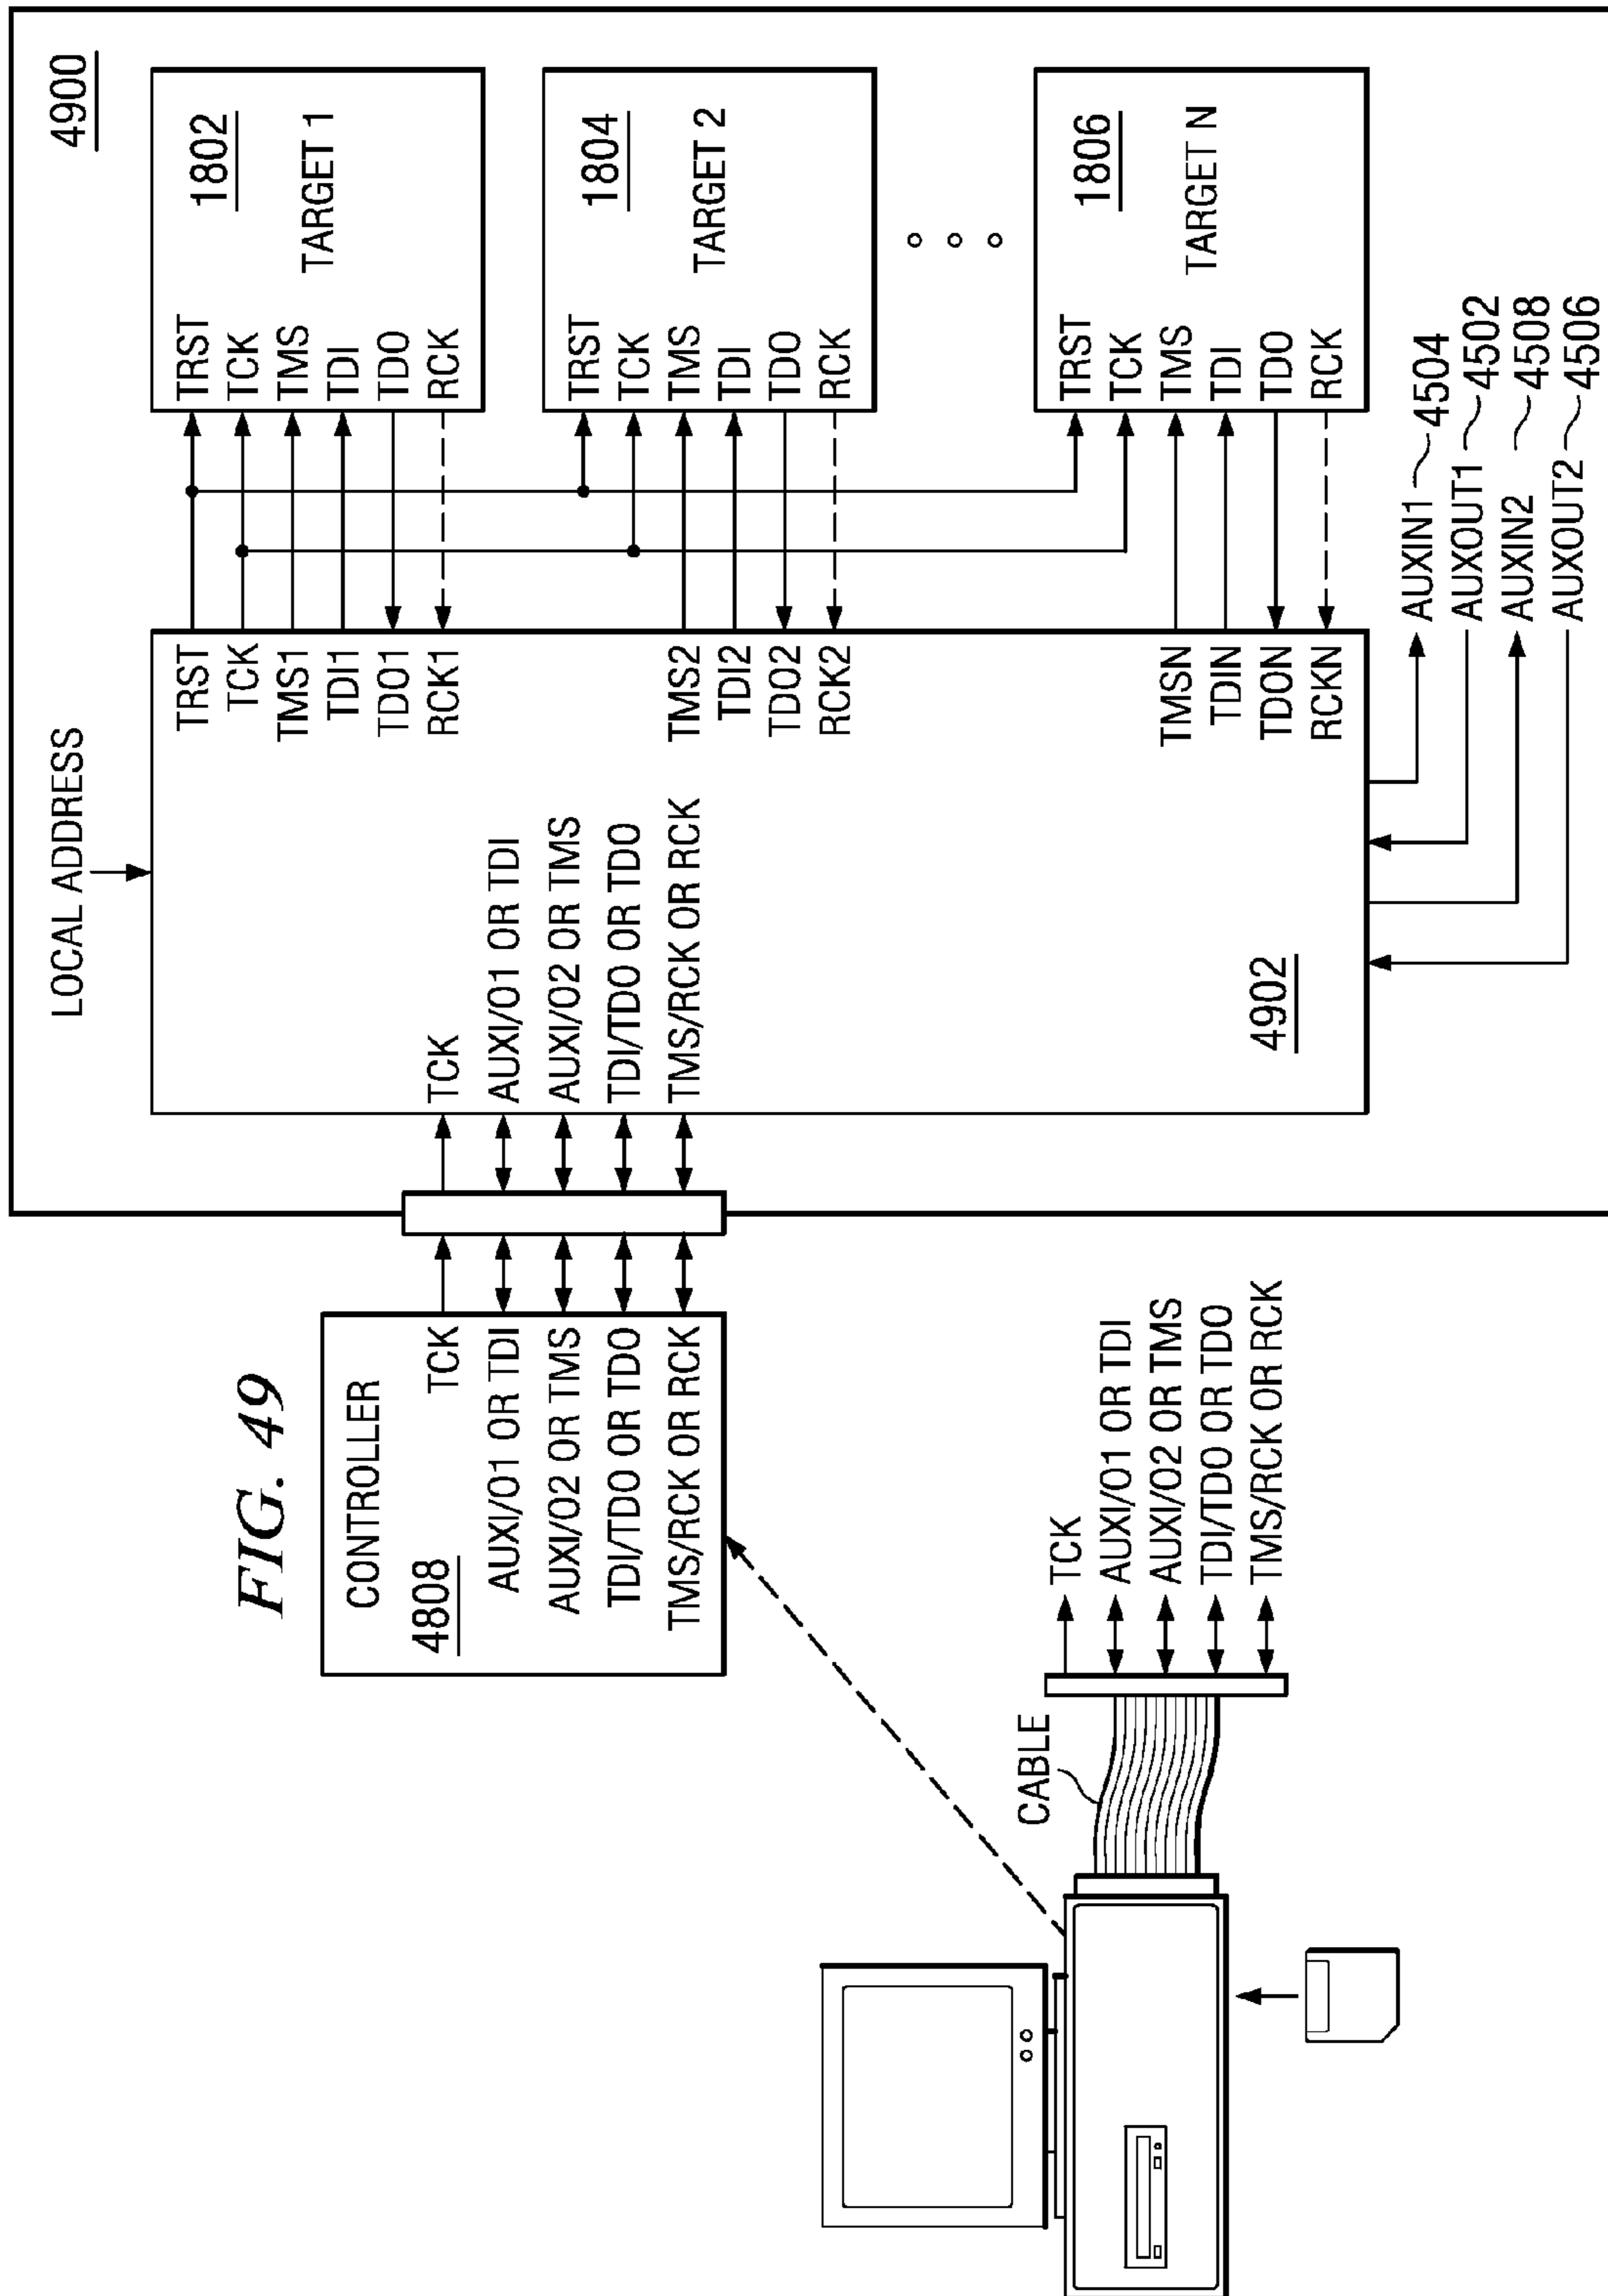 FIG. 49
4900
LOCAL ADDRESS
CONTROLLER
4808
TCK
AUXI/O1 OR TDI
AUXI/O2 OR TMS
TDI/TDO OR TDO
TMS/RCK OR RCK
TCK
AUXI/O1 OR TDI
AUXI/O2 OR TMS
TDI/TDO OR TDO
TMS/RCK OR RCK
4902
TRST
TCK
TMS1
TDI1
TDO1
RCK1
TMS2
TDI2
TDO2
RCK2
TMSN
TDIN
TDON
RCKN
TRST
TCK
TMS
TDI
TDO
RCK
1802
TARGET 1
TRST
TCK
TMS
TDI
TDO
RCK
1804
TARGET 2
TRST
TCK
TMS
TDI
TDO
RCK
1806
TARGET N
AUXIN1 4504
AUXOUT1 4502
AUXIN2 4508
AUXOUT2 4506
CABLE
TCK
AUXI/O1 OR TDI
AUXI/O2 OR TMS
TDI/TDO OR TDO
TMS/RCK OR RCK